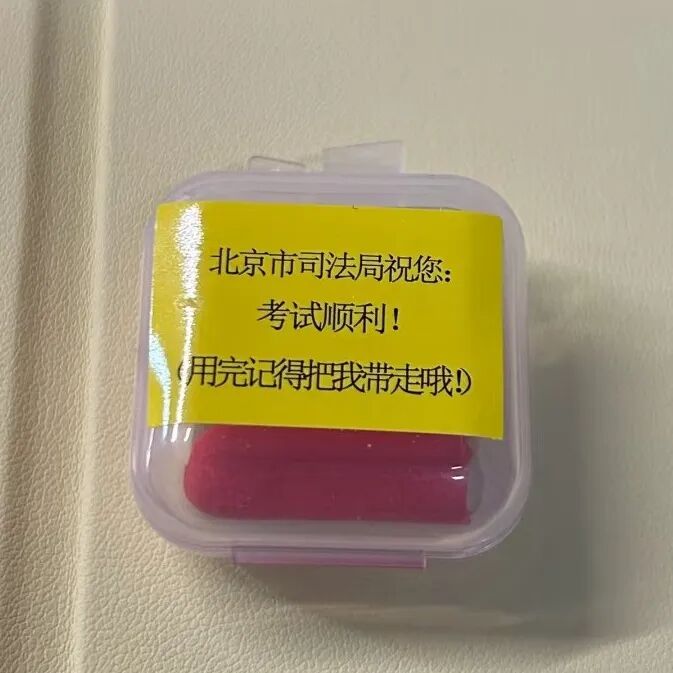 北京市司法局祝您：
考试顺利！
（用完记得把我带走哦！）